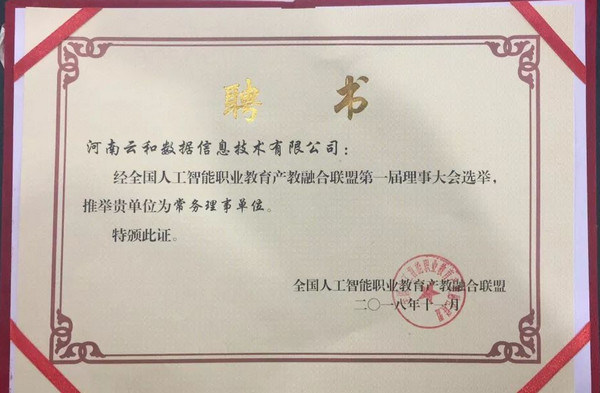 聘书
河南云和数据信息技术有限公司：
经全国人工智能职业教育产教融合联盟第一届理事大会选举，
推举贵单位为常务理事单位。
特颁此证。
全国人工智能职业教育产教融合联盟
二〇一八年十一月